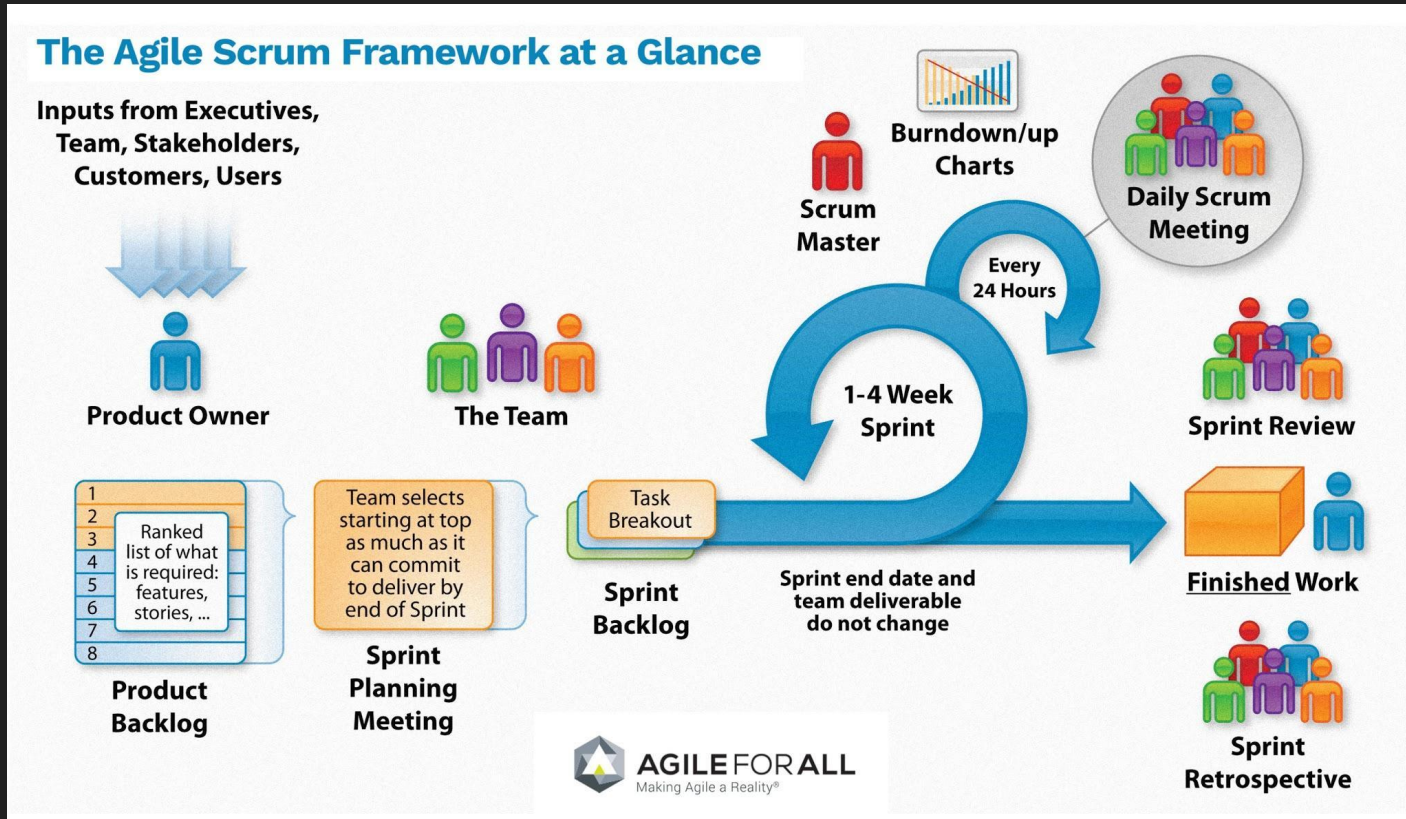 The Agile Scrum Framework at a Glance
Inputs from Executives,
Team, Stakeholders,
Customers, Users
Product Owner
The Team
Scrum
Master
Burndown/up
Charts
Daily Scrum
Meeting
Every
24 Hours
1-4 Week
Sprint
Sprint Review
1
2
3
4
5
6
7
8
Ranked
list of what
is required:
features,
stories, ...
Product
Backlog
Team selects
starting at top
as much as it
can commit
to deliver by
end of Sprint
Sprint
Planning
Meeting
Task
Breakout
Sprint
Backlog
Sprint end date and
team deliverable
do not change
Finished Work
Sprint
Retrospective
AGILE FOR ALL
Making Agile a Reality®